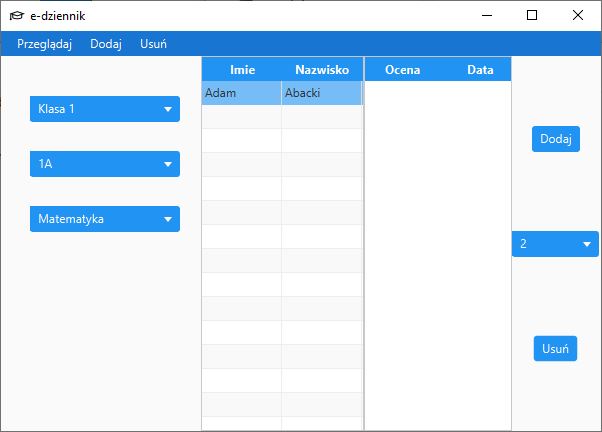 e-dziennik
Przeglądaj Dodaj Usuń
Imie Nazwisko Ocena Data
Adam Abacki
Klasa 1
Dodaj
1A
Matematyka
2
Usuń